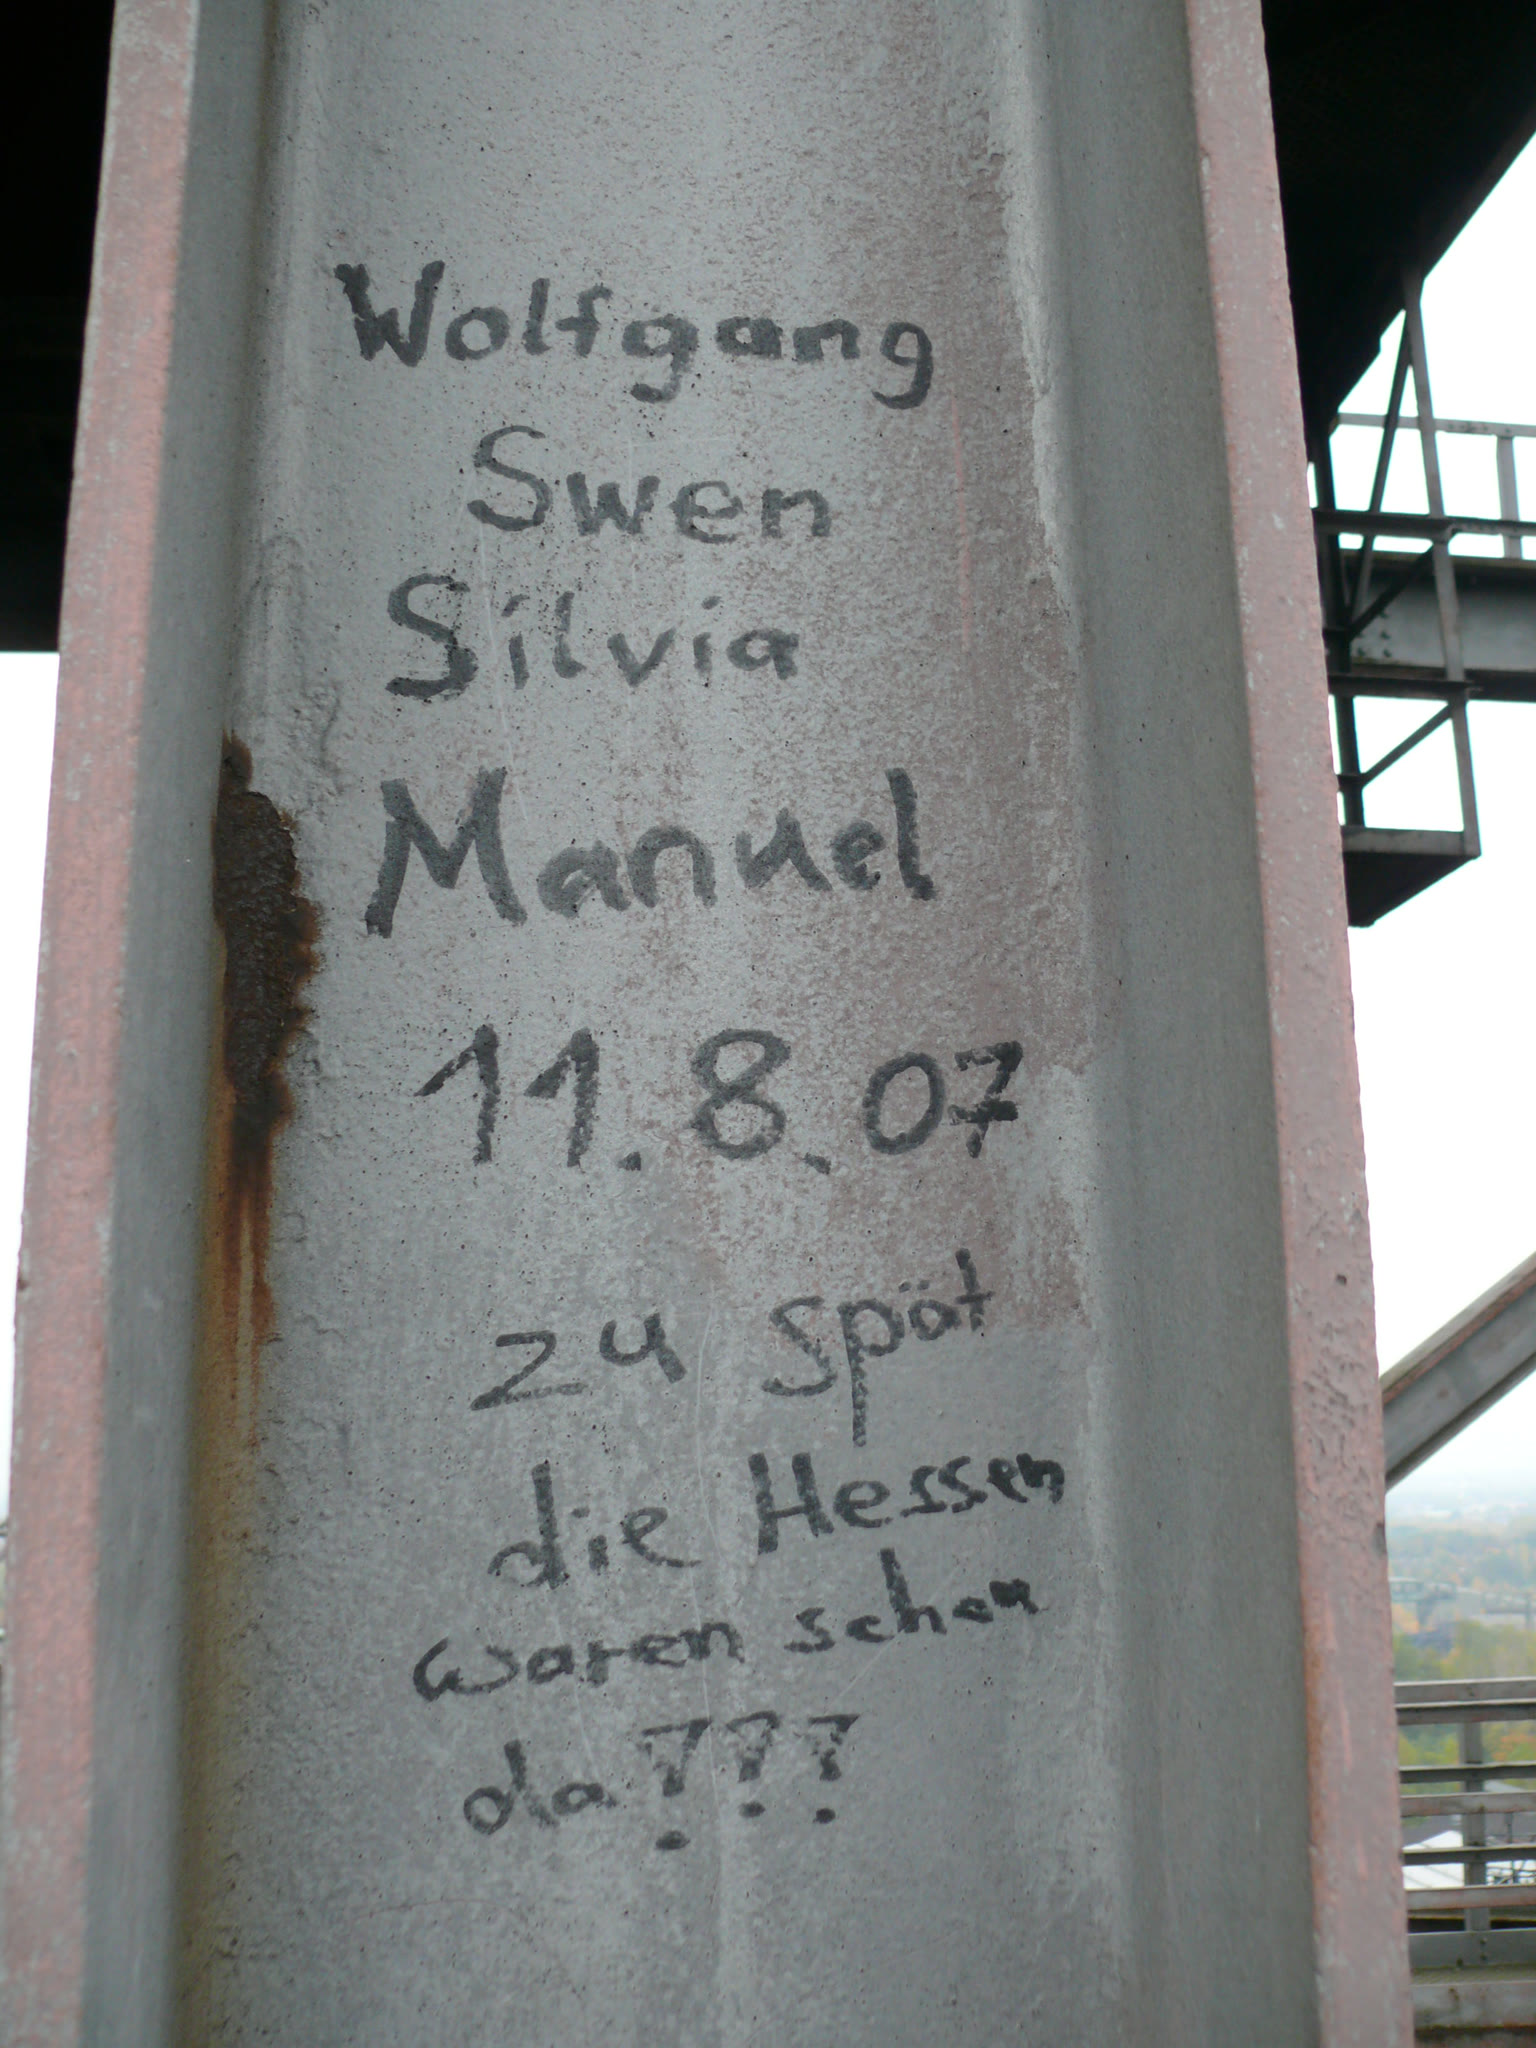 Wolfgang
Swen
Silvia
Manuel
11.8.07
zu spät
die Hessen
waren schon
da???